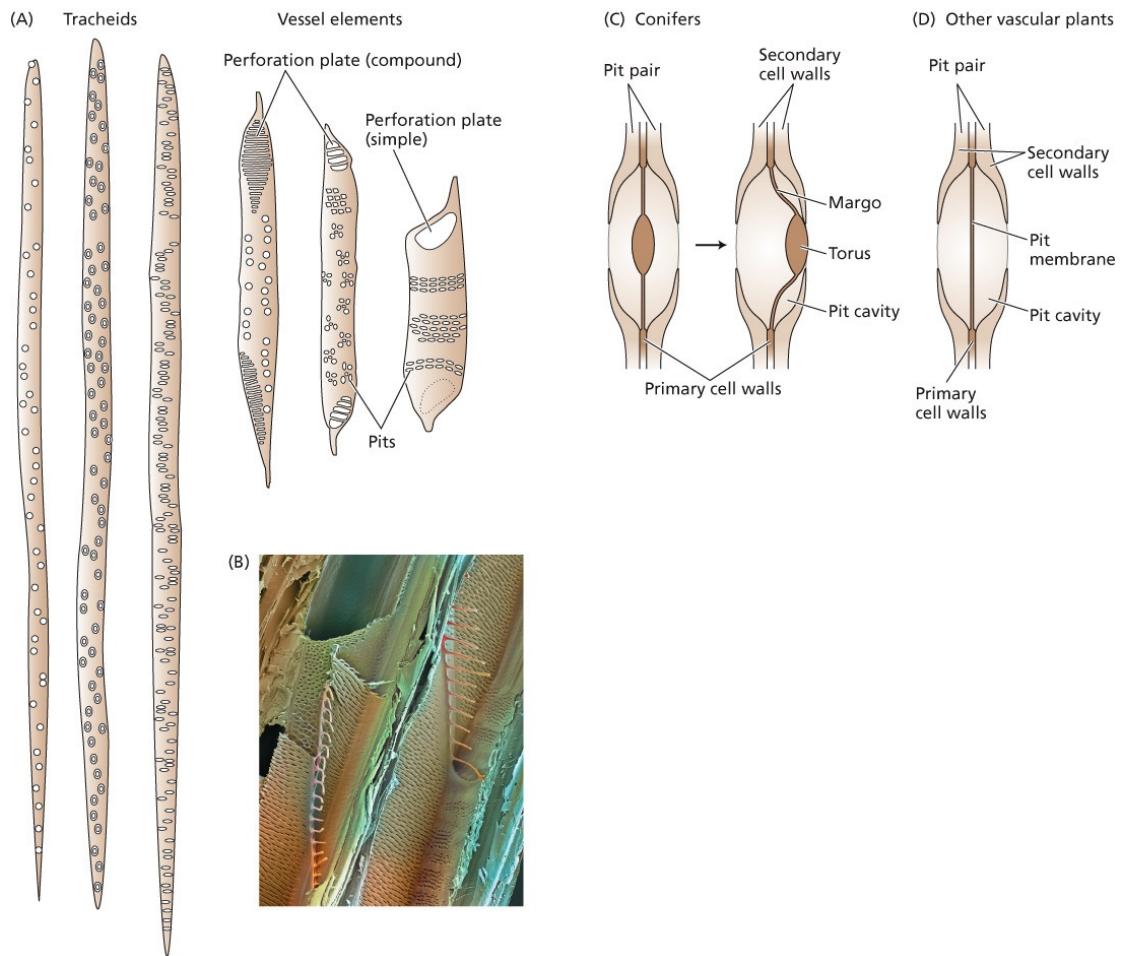 (A) Tracheids
Vessel elements
Perforation plate (compound)
Perforation plate
(simple)
Pits
(B)
(C) Conifers
Pit pair
Secondary
cell walls
Margo
Torus
Pit cavity
Primary cell walls
(D) Other vascular plants
Pit pair
Secondary
cell walls
Pit
membrane
Pit cavity
Primary
cell walls